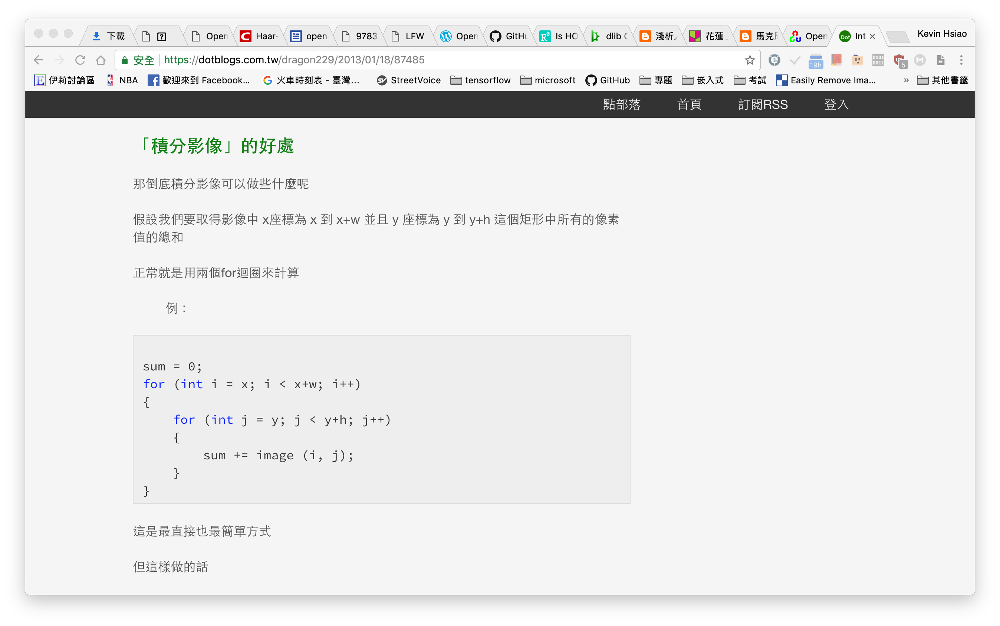 下載
?
Open
Haar-
open
9783
LFW
Open
GitHu
Is HO
dlib
淺析
花蓮
馬克
Open
Int
Kevin Hsiao
安全 https://dotblogs.com.tw/dragon229/2013/01/18/87485
19h
0101
0011
5
伊莉討論區 NBA 歡迎來到 Facebook... 火車時刻表 - 臺灣... StreetVoice tensorflow microsoft GitHub 專題 嵌入式 考試 Easily Remove Ima... » 其他書籤
點部落 首頁 訂閱RSS 登入
「積分影像」的好處
那倒底積分影像可以做些什麼呢
假設我們要取得影像中 x座標為 x 到 x+w 並且 y 座標為 y 到 y+h 這個矩形中所有的像素
值的總和
正常就是用兩個for迴圈來計算
例：
sum = 0;
for (int i = x; i < x+w; i++)
{
    for (int j = y; j < y+h; j++)
    {
        sum += image (i, j);
    }
}
這是最直接也最簡單方式
但這樣做的話